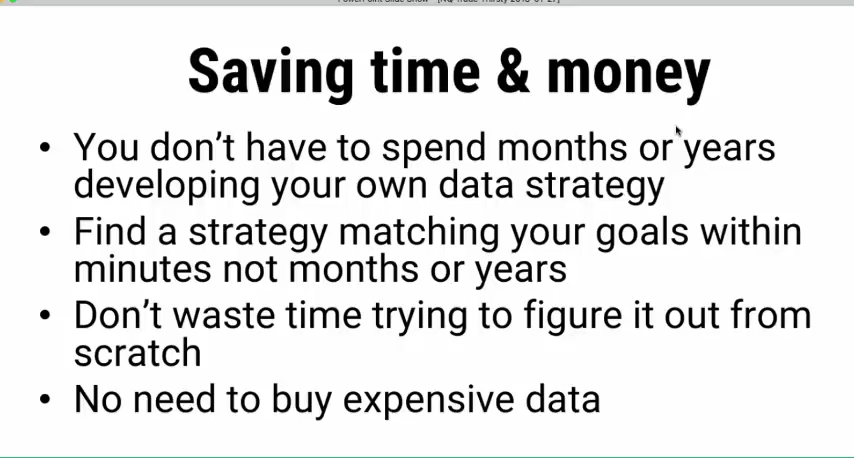 Saving time & money
• You don’t have to spend months or years
developing your own data strategy
• Find a strategy matching your goals within
minutes not months or years
• Don’t waste time trying to figure it out from
scratch
• No need to buy expensive data